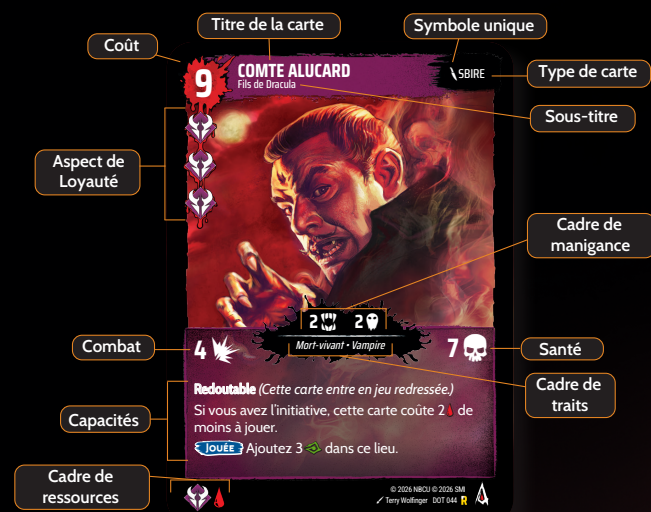 Titre de la carte
Symbole unique
Coût
9
COMTE ALUCARD
Fils de Dracula
SBIRE
Type de carte
Sous-titre
Aspect de
Loyauté
Cadre de
manigance
2 2
Mort-vivant • Vampire
Combat
4
7
Santé
Cadre de
traits
Redoutable (Cette carte entre en jeu redressée.)
Si vous avez l'initiative, cette carte coûte 2 de
moins à jouer.
JOUÉE Ajoutez 3 dans ce lieu.
Capacités
Cadre de
ressources
© 2026 NBCU © 2026 SMI
Terry Wolfinger DOT 044 R